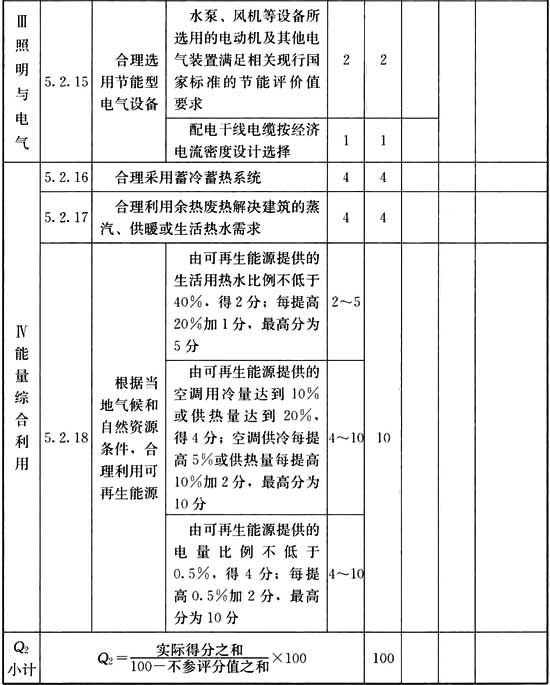 Ⅲ
照
明
与
电
气
5.2.15
合理选
用节能型
电气设备
水泵、风机等设备所
选用的电动机及其他电
气装置满足相关现行国
家标准的节能评价值
要求
2
2
配电干线电缆按经济
电流密度设计选择
1
1
Ⅳ
能
量
综
合
利
用
5.2.16
合理采用蓄冷蓄热系统
4
4
5.2.17
合理利用余热废热解决建筑的蒸
汽、供暖或生活热水需求
4
4
5.2.18
根据当
地气候和
自然资源
条件，合
理利用可
再生能源
由可再生能源提供的
生活用热水比例不低于
40％，得2分；每提高
20％加1分，最高分为
5分
2～5
由可再生能源提供的
空调用冷量达到10％
或供热量达到20％，
得4分；空调供冷每提
高5％或供热量每提高
10％加2分，最高分为
10分
4～10
由可再生能源提供的
电量比例不低于
0.5％，得4分；每提
高0.5％加2分，最高
分为10分
4～10
10
Q2
小计
Q2＝实际得分之和/100－不参评分值之和×100
100